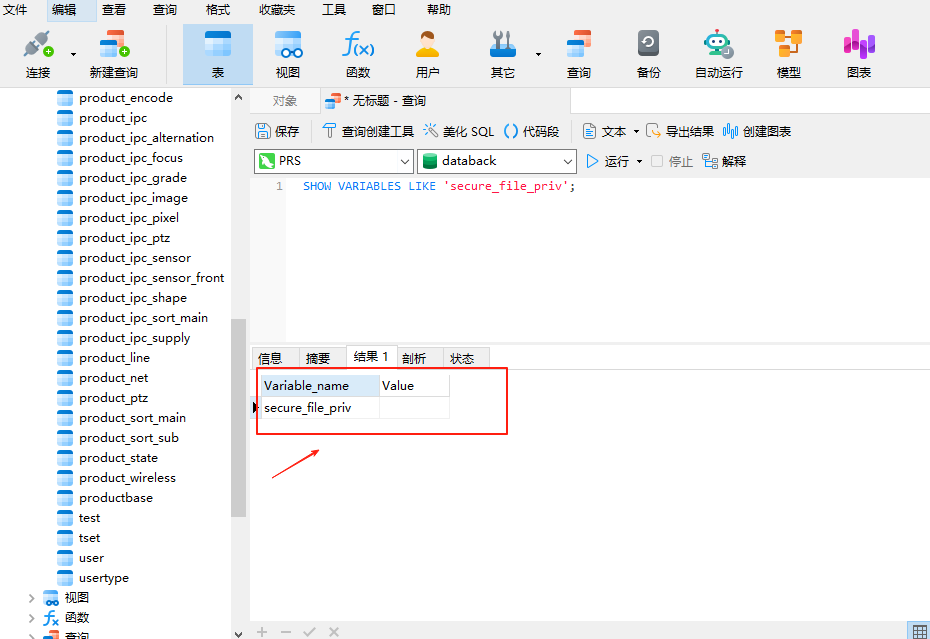 文件 编辑 查看 查询 格式 收藏夹 工具 窗口 帮助
连接 新建查询 表 视图 函数 用户 其它 查询 备份 自动运行 模型 图表
product_encode
product_ipc
product_ipc_alternation
product_ipc_focus
product_ipc_grade
product_ipc_image
product_ipc_pixel
product_ipc_ptz
product_ipc_sensor
product_ipc_sensor_front
product_ipc_shape
product_ipc_sort_main
product_ipc_supply
product_line
product_net
product_ptz
product_sort_main
product_sort_sub
product_state
product_wireless
productbase
test
tset
user
usertype
视图
函数
查询
对象 * 无标题 - 查询
保存 查询创建工具 美化 SQL () 代码段 文本 导出结果 创建图表
PRS databack 运行 停止 解释
1 SHOW VARIABLES LIKE 'secure_file_priv';
信息 摘要 结果 1 剖析 状态
Variable_name Value
secure_file_priv